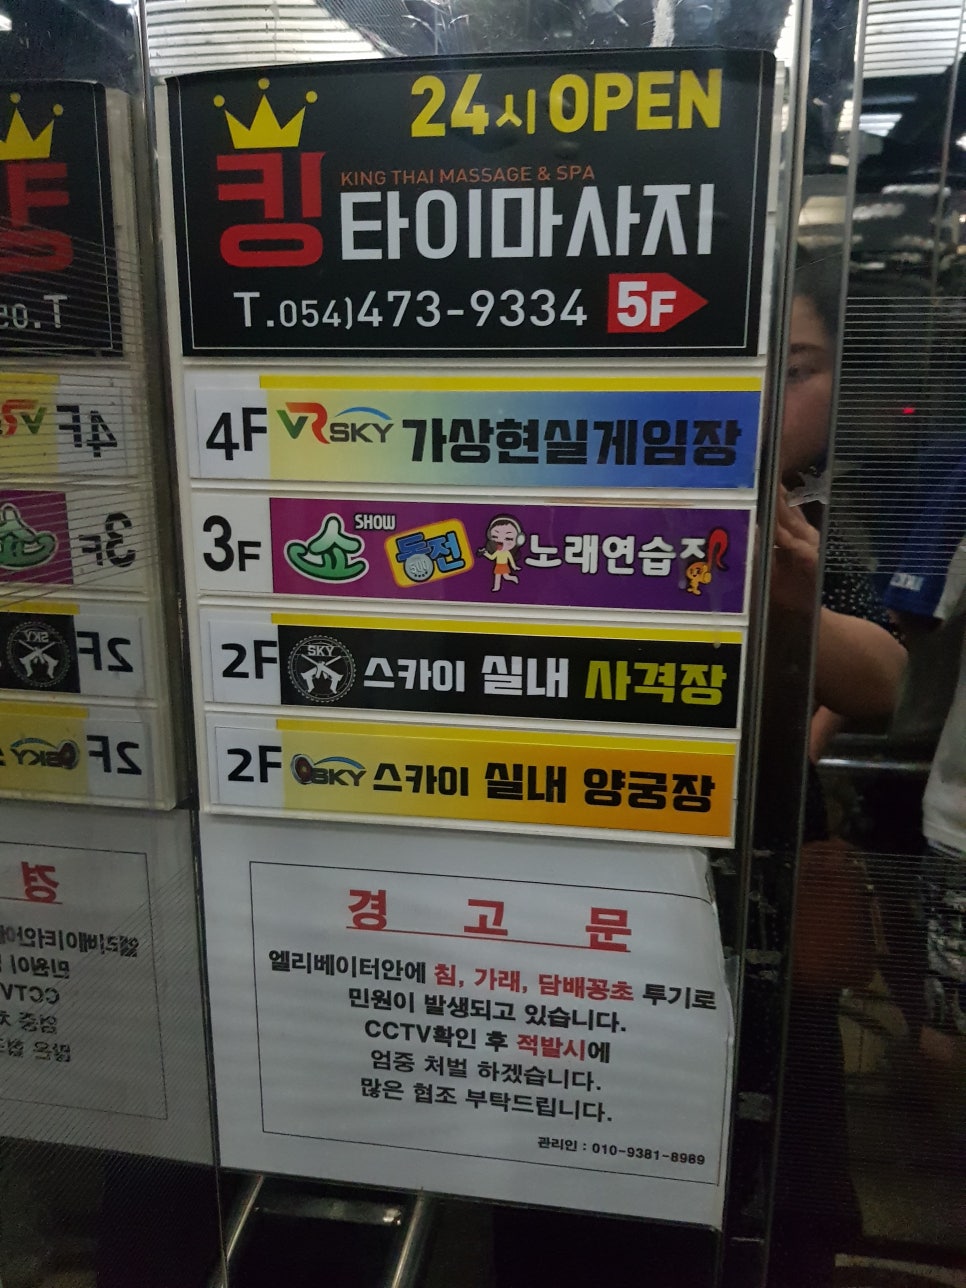 24시 OPEN
킹
KING THAI MASSAGE & SPA
타이마사지
T.054)473-9334 5F
4F VR SKY 가상현실게임장
3F 쇼 SHOW 동전 노래연습장
2F SKY 스카이 실내 사격장
2F SKY 스카이 실내 양궁장
경 고 문
엘리베이터안에 침, 가래, 담배꽁초 투기로
민원이 발생되고 있습니다.
CCTV확인 후 적발시에
엄중 처벌 하겠습니다.
많은 협조 부탁드립니다.
관리인 : 010-9381-8989